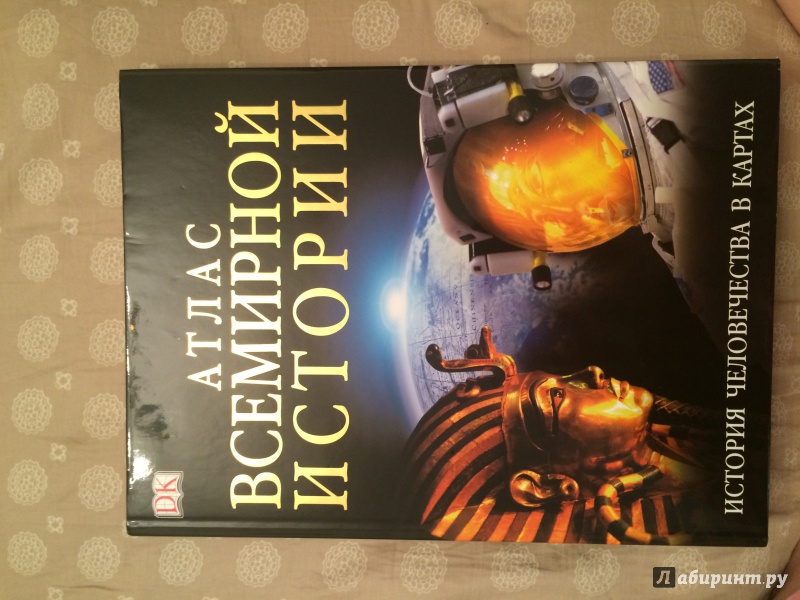 DK
АТЛАС
ВСЕМИРНОЙ
ИСТОРИИ
ИСТОРИЯ ЧЕЛОВЕЧЕСТВА В КАРТАХ
Лабиринт.ру